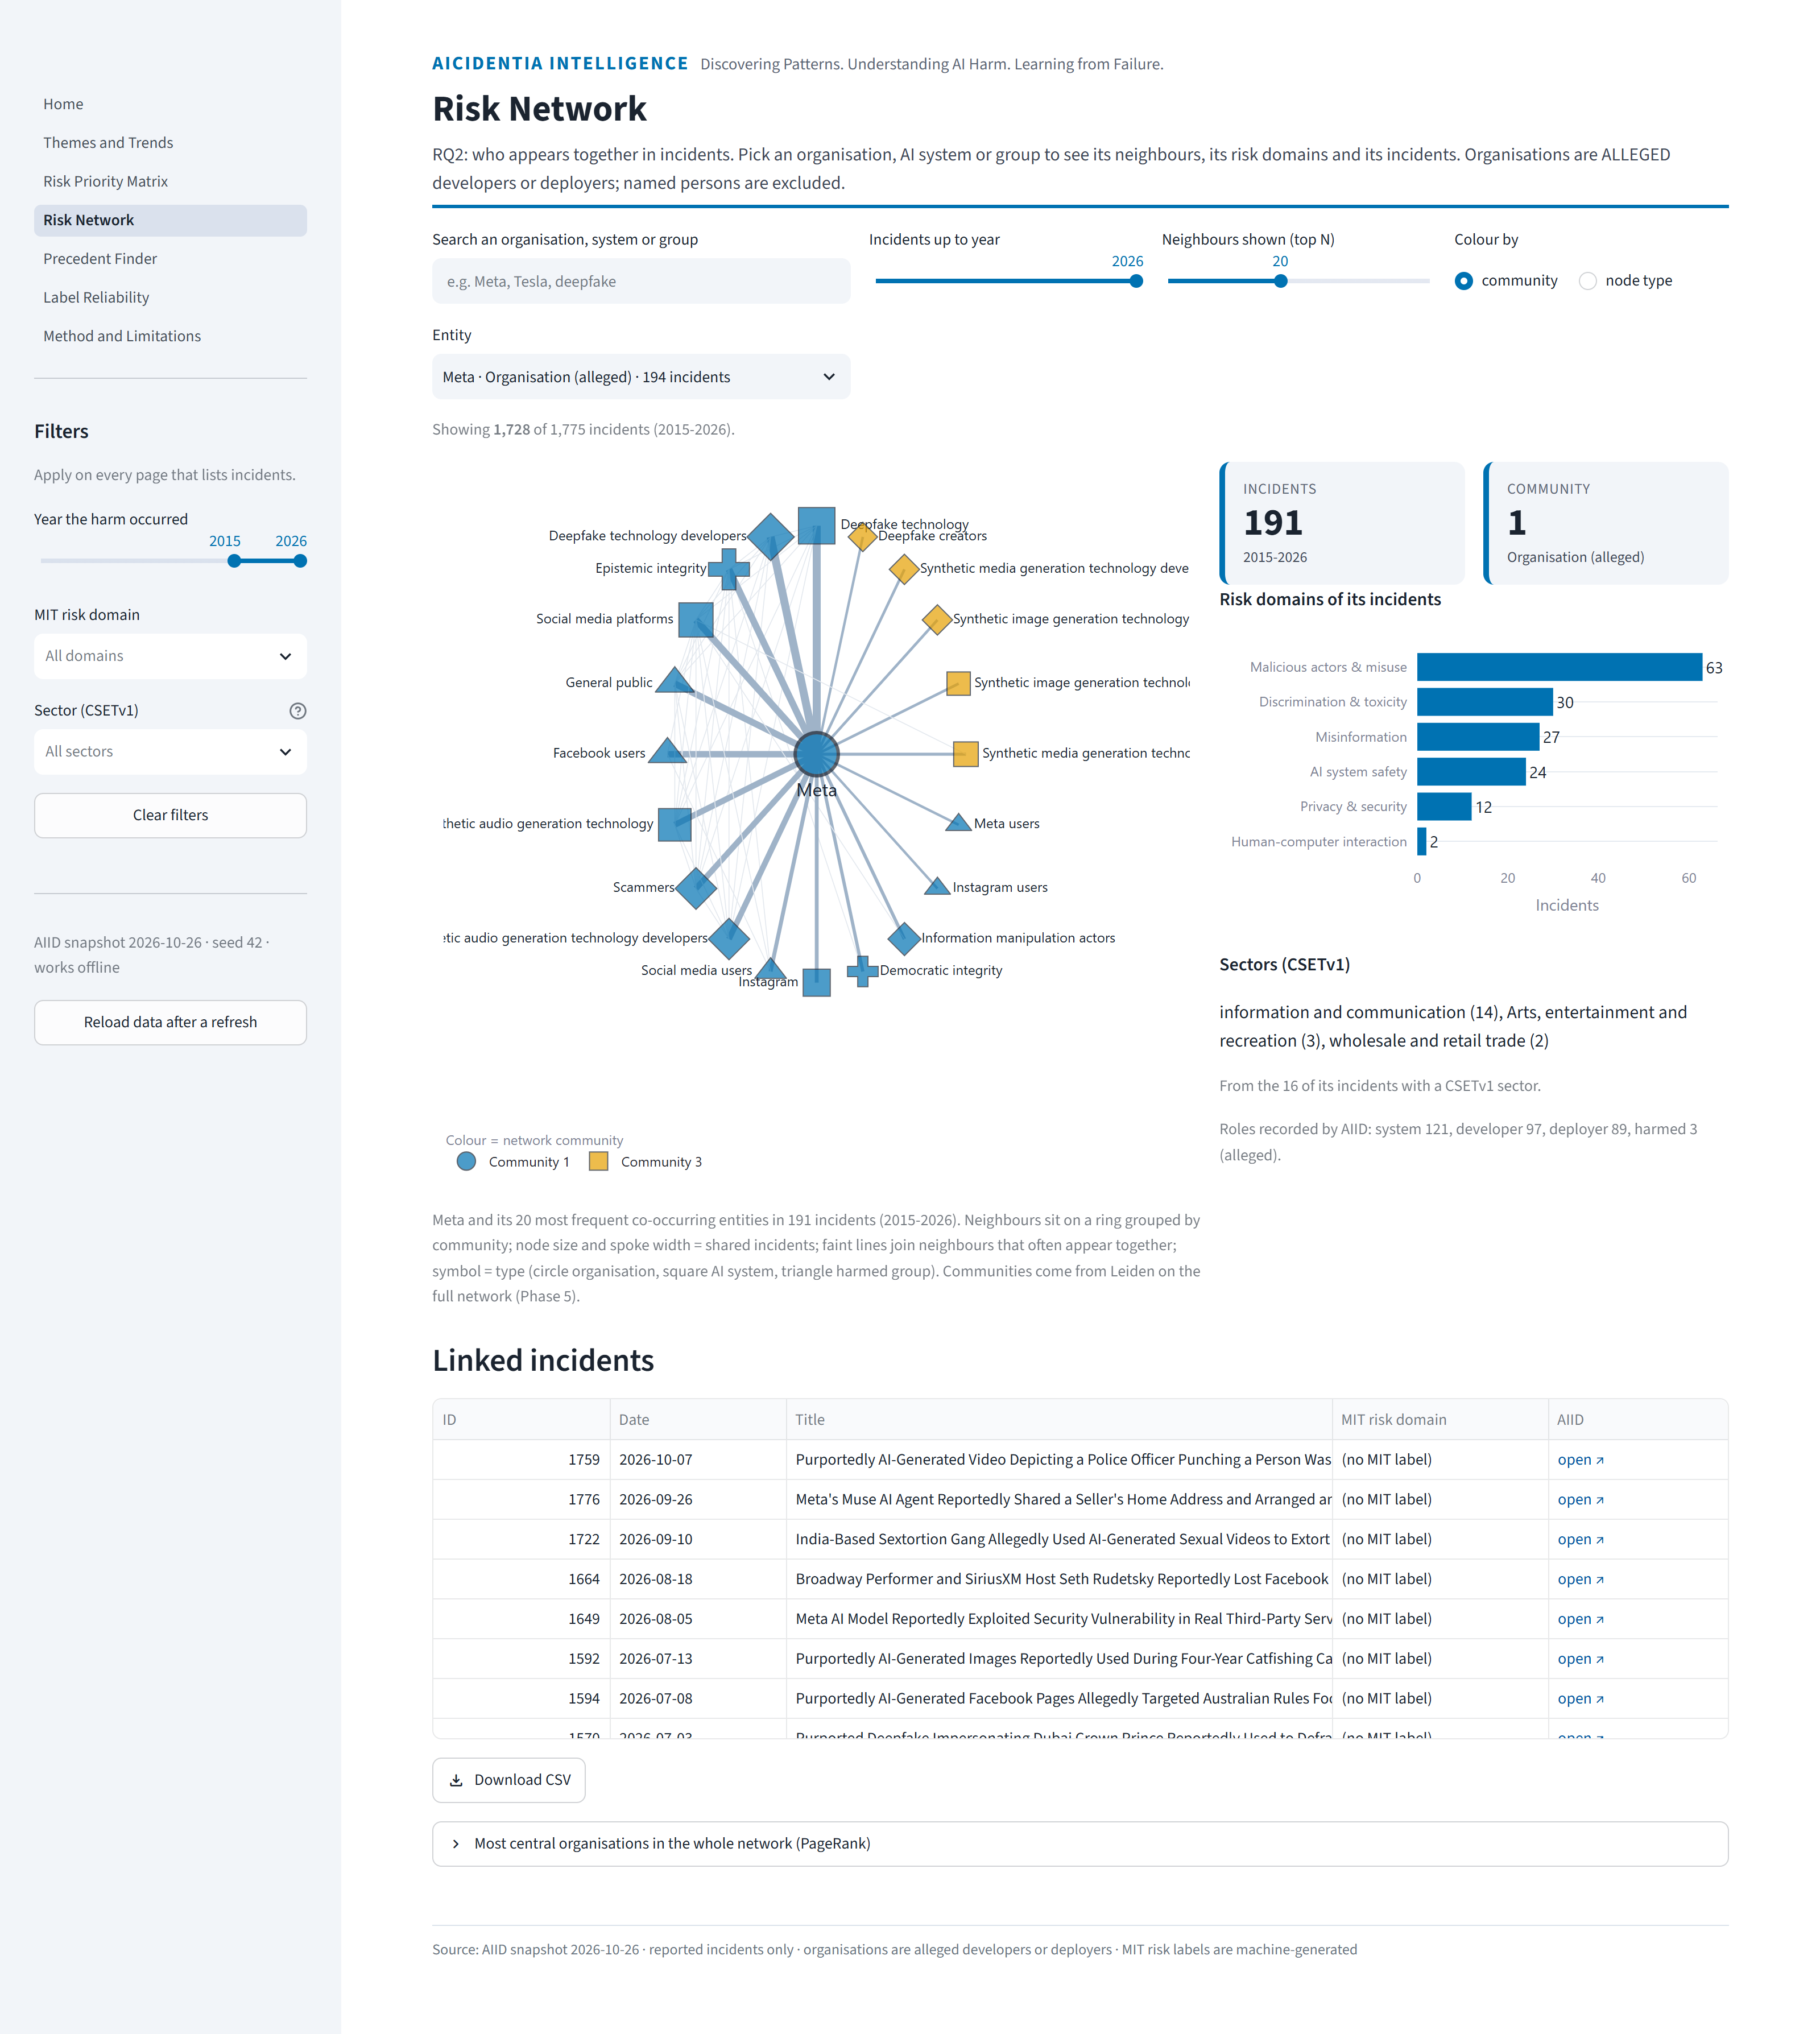 Home
Themes and Trends
Risk Priority Matrix
Risk Network
Precedent Finder
Label Reliability
Method and Limitations
Filters
Apply on every page that lists incidents.
Year the harm occurred
2015 2026
MIT risk domain
All domains
Sector (CSETv1)
All sectors
Clear filters
AIID snapshot 2026-10-26 · seed 42 ·
works offline
Reload data after a refresh
AICIDENTIA INTELLIGENCE Discovering Patterns. Understanding AI Harm. Learning from Failure.
Risk Network
RQ2: who appears together in incidents. Pick an organisation, AI system or group to see its neighbours, its risk domains and its incidents. Organisations are ALLEGED
developers or deployers; named persons are excluded.
Search an organisation, system or group
e.g. Meta, Tesla, deepfake
Incidents up to year
2026
Neighbours shown (top N)
20
Colour by
community node type
Entity
Meta · Organisation (alleged) · 194 incidents
Showing 1,728 of 1,775 incidents (2015-2026).
Deepfake technology
Deepfake technology developers
Deepfake creators
Epistemic integrity
Synthetic media generation technology deve
Social media platforms
Synthetic image generation technology
General public
Synthetic image generation technol
Facebook users
Synthetic media generation techno
Meta
thetic audio generation technology
Meta users
Scammers
Instagram users
etic audio generation technology developers
Information manipulation actors
Social media users
Democratic integrity
Instagram
Colour = network community
Community 1 Community 3
INCIDENTS
191
2015-2026
COMMUNITY
1
Organisation (alleged)
Risk domains of its incidents
Malicious actors & misuse 63
Discrimination & toxicity 30
Misinformation 27
AI system safety 24
Privacy & security 12
Human-computer interaction 2
0 20 40 60
Incidents
Sectors (CSETv1)
information and communication (14), Arts, entertainment and
recreation (3), wholesale and retail trade (2)
From the 16 of its incidents with a CSETv1 sector.
Roles recorded by AIID: system 121, developer 97, deployer 89, harmed 3
(alleged).
Meta and its 20 most frequent co-occurring entities in 191 incidents (2015-2026). Neighbours sit on a ring grouped by
community; node size and spoke width = shared incidents; faint lines join neighbours that often appear together;
symbol = type (circle organisation, square AI system, triangle harmed group). Communities come from Leiden on the
full network (Phase 5).
Linked incidents
ID Date Title MIT risk domain AIID
1759 2026-10-07 Purportedly AI-Generated Video Depicting a Police Officer Punching a Person Was (no MIT label) open ↗
1776 2026-09-26 Meta's Muse AI Agent Reportedly Shared a Seller's Home Address and Arranged ar (no MIT label) open ↗
1722 2026-09-10 India-Based Sextortion Gang Allegedly Used AI-Generated Sexual Videos to Extort (no MIT label) open ↗
1664 2026-08-18 Broadway Performer and SiriusXM Host Seth Rudetsky Reportedly Lost Facebook (no MIT label) open ↗
1649 2026-08-05 Meta AI Model Reportedly Exploited Security Vulnerability in Real Third-Party Serv (no MIT label) open ↗
1592 2026-07-13 Purportedly AI-Generated Images Reportedly Used During Four-Year Catfishing Ca (no MIT label) open ↗
1594 2026-07-08 Purportedly AI-Generated Facebook Pages Allegedly Targeted Australian Rules Foo (no MIT label) open ↗
1570 2026-07-03 Purported Deepfake Impersonating Dubai Crown Prince Reportedly Used to Defra (no MIT label) open ↗
Download CSV
Most central organisations in the whole network (PageRank)
Source: AIID snapshot 2026-10-26 · reported incidents only · organisations are alleged developers or deployers · MIT risk labels are machine-generated